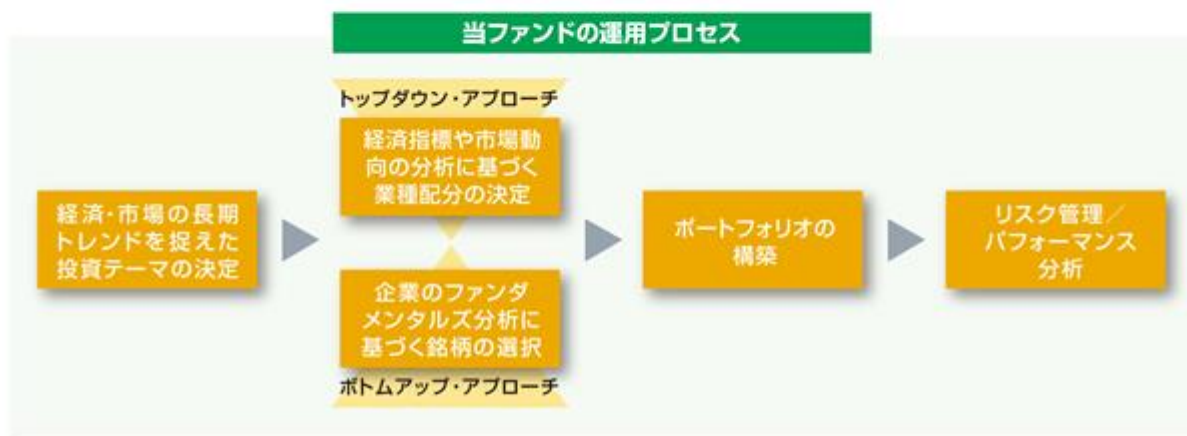 当ファンドの運用プロセス
経済・市場の長期
トレンドを捉えた
投資テーマの決定
トップダウン・アプローチ
経済指標や市場動
向の分析に基づく
業種配分の決定
企業のファンダ
メンタルズ分析に
基づく銘柄の選択
ボトムアップ・アプローチ
ポートフォリオの
構築
リスク管理／
パフォーマンス
分析